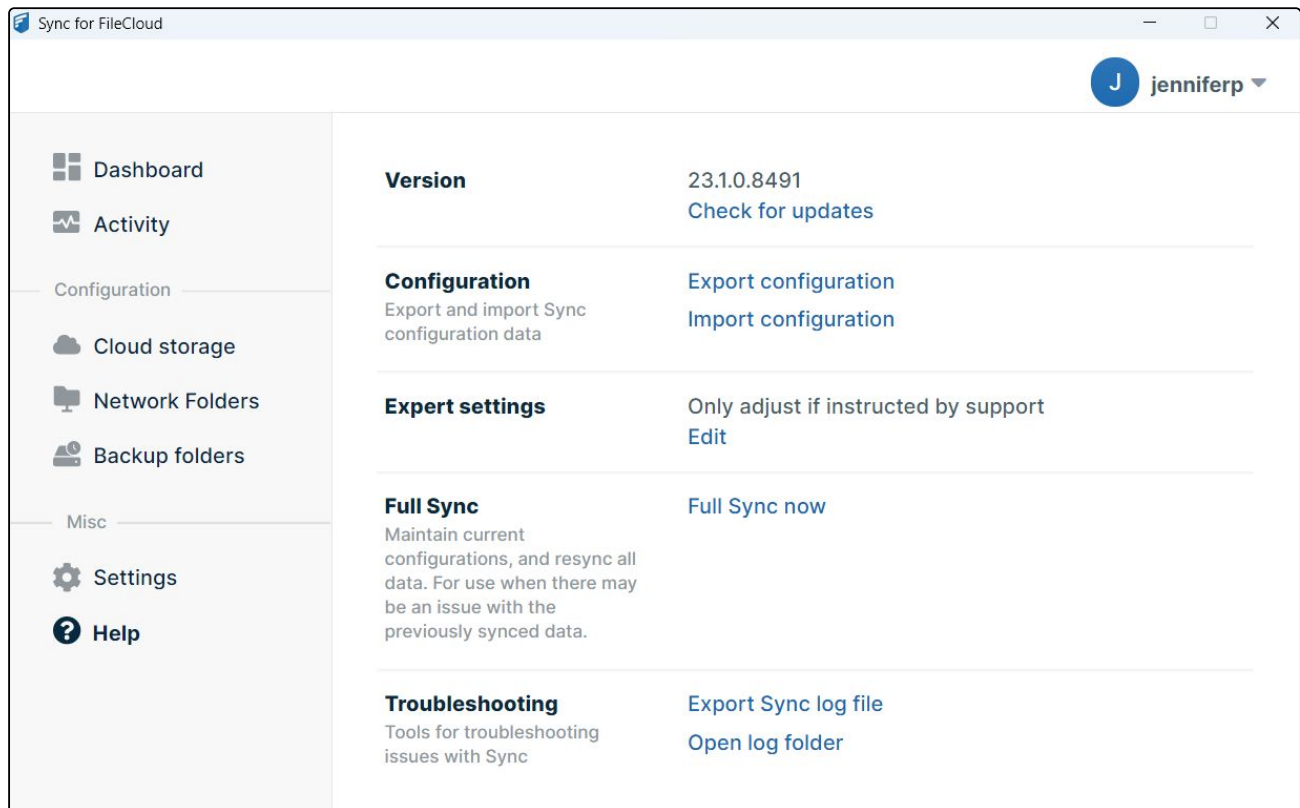 Sync for FileCloud
J
jenniferp
Dashboard
Activity
Configuration
Cloud storage
Network Folders
Backup folders
Misc
Settings
Help
Version
23.1.0.8491
Check for updates
Configuration
Export and import Sync
configuration data
Export configuration
Import configuration
Expert settings
Only adjust if instructed by support
Edit
Full Sync
Maintain current
configurations, and resync all
data. For use when there may
be an issue with the
previously synced data.
Full Sync now
Troubleshooting
Tools for troubleshooting
issues with Sync
Export Sync log file
Open log folder